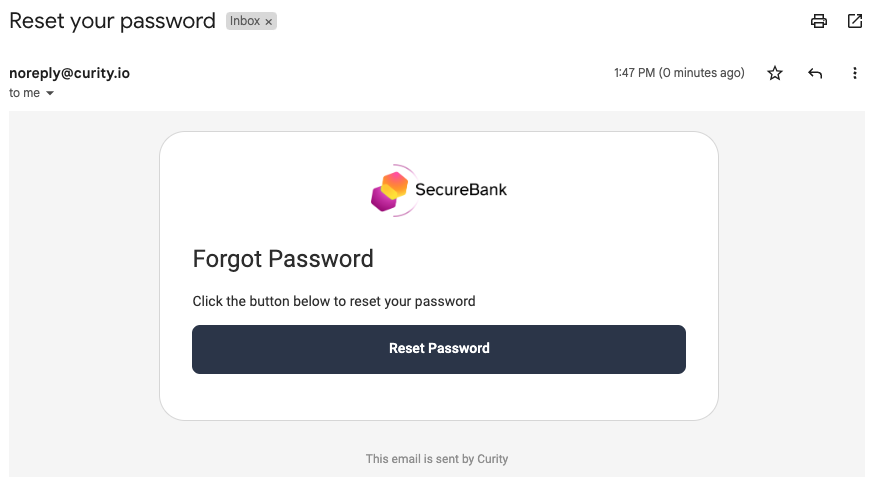 Reset your password Inbox ×
noreply@curity.io 1:47 PM (0 minutes ago)
to me
SecureBank
Forgot Password
Click the button below to reset your password
Reset Password
This email is sent by Curity